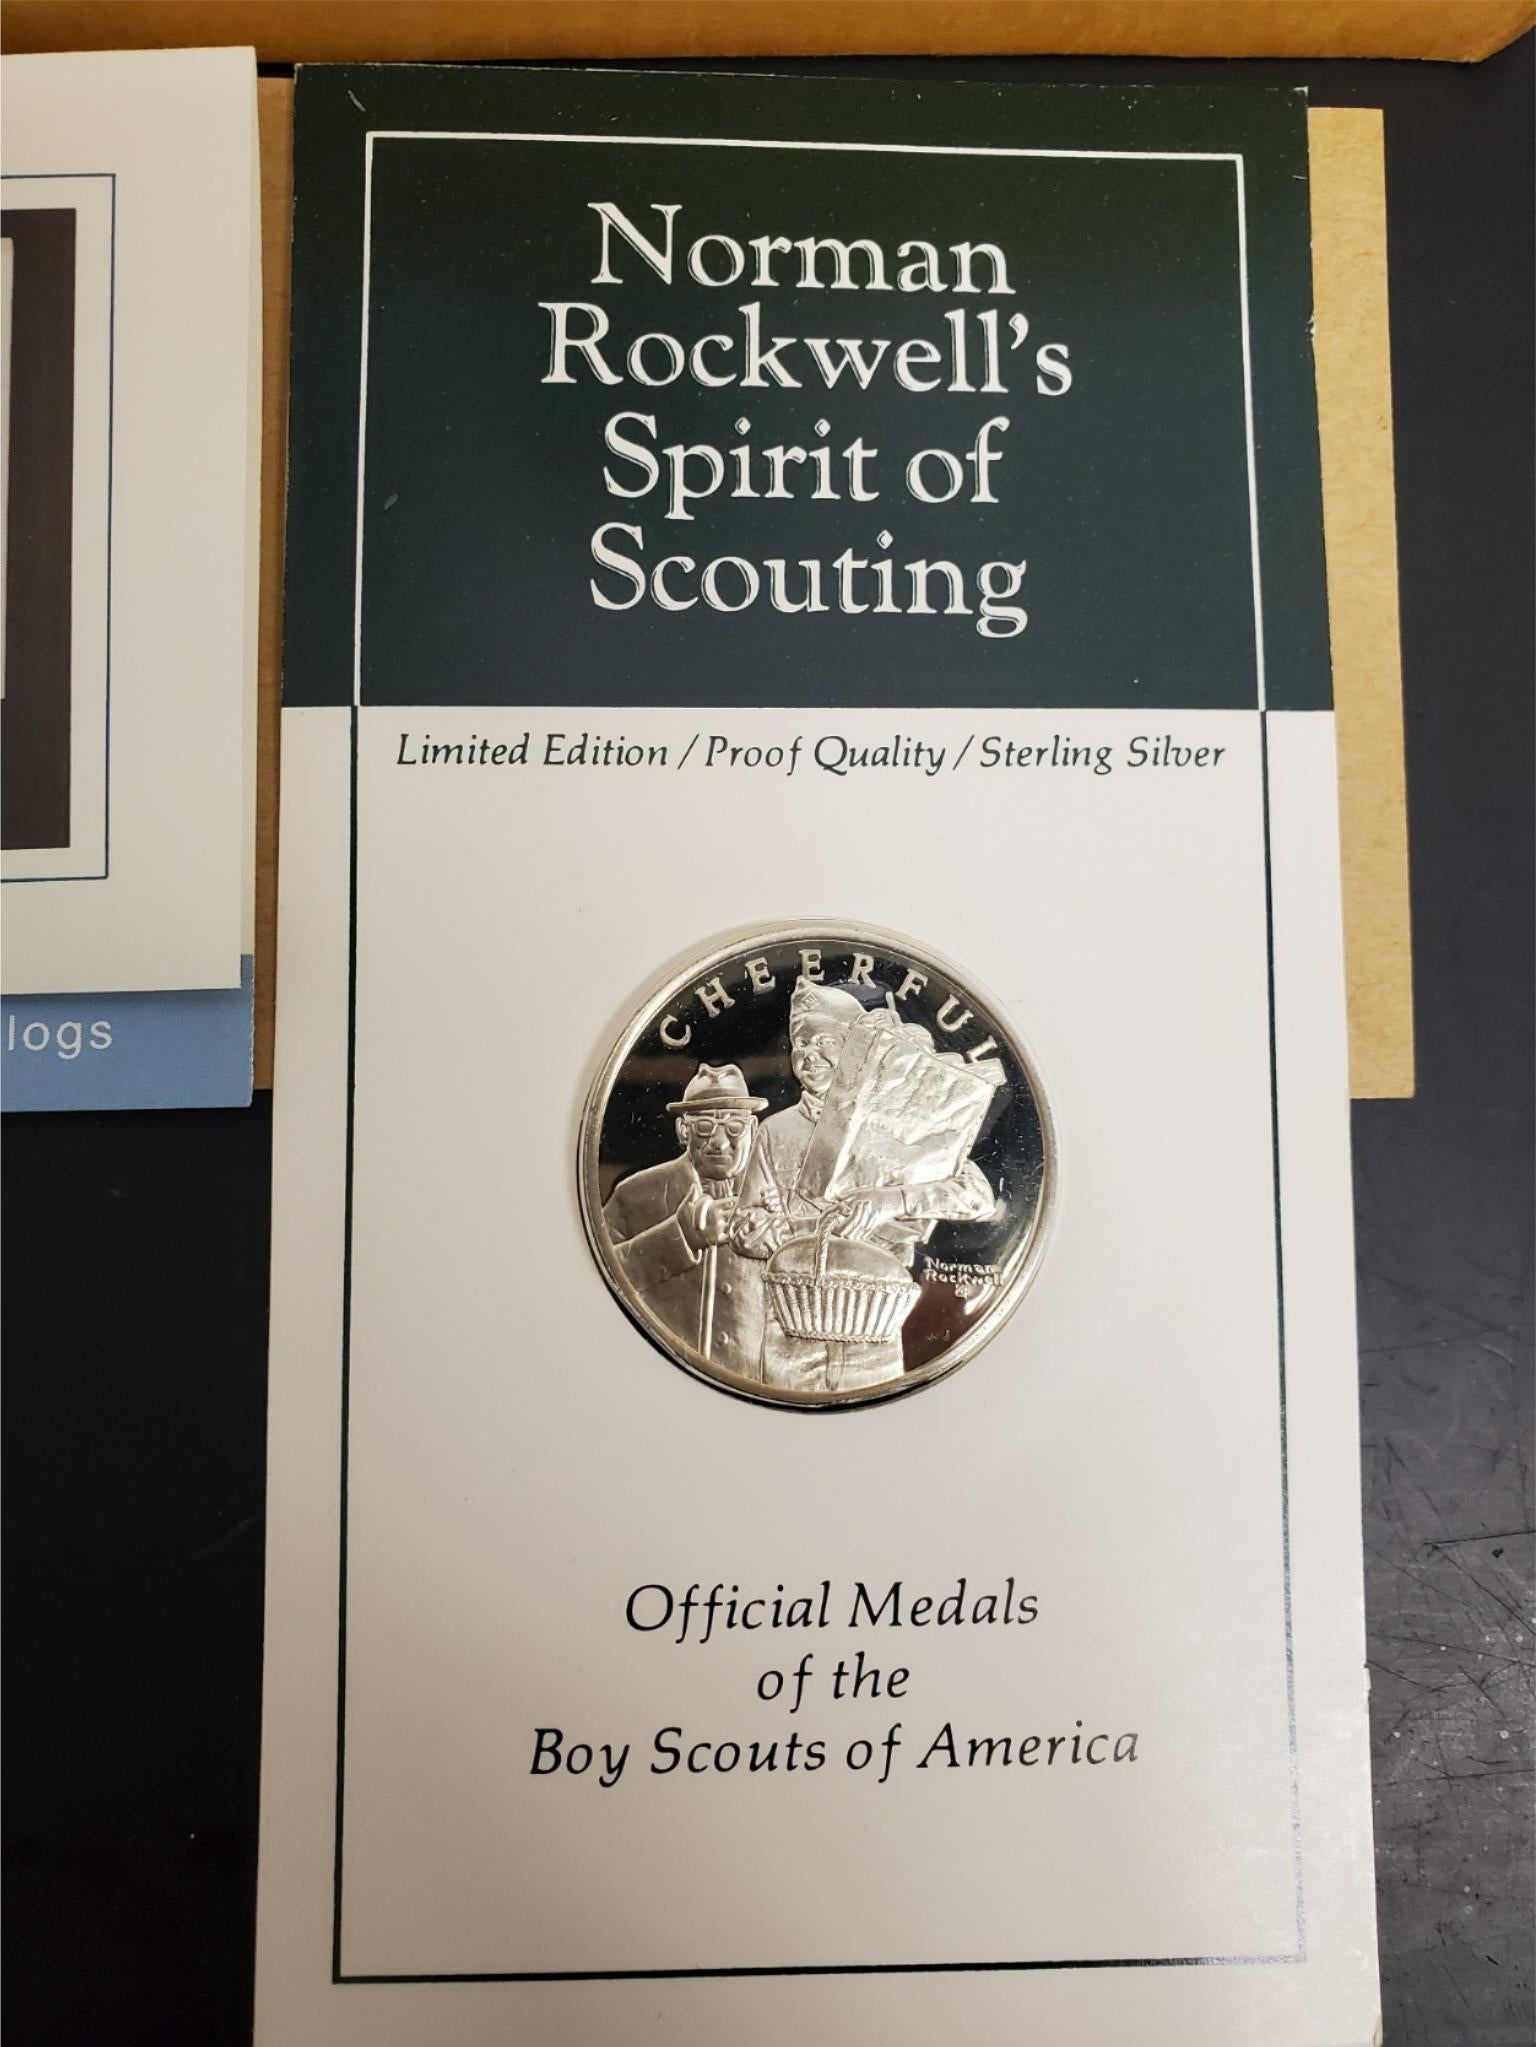 Norman
Rockwell's
Spirit of
Scouting
Limited Edition / Proof Quality / Sterling Silver
CHEERFUL
Norman
Rockwell
Official Medals
of the
Boy Scouts of America
logs